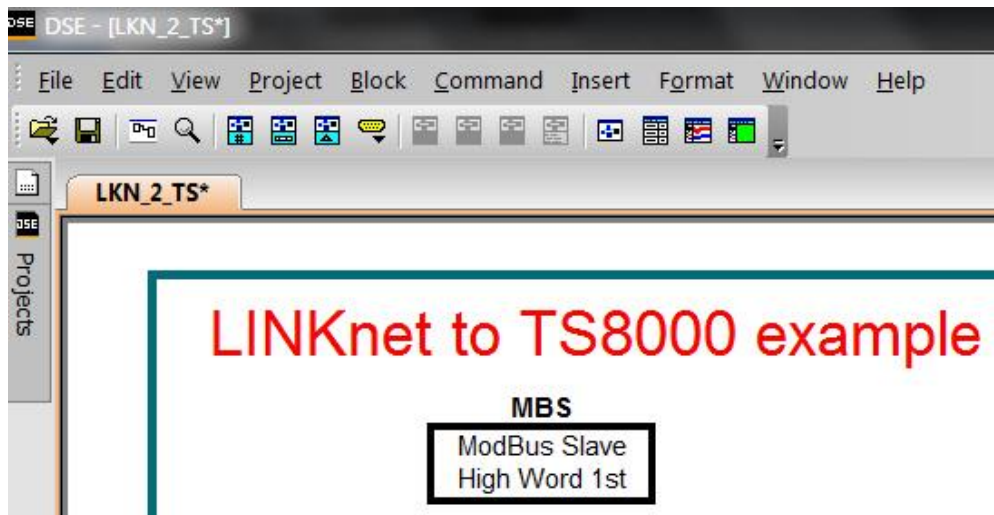 DSE DSE - [LKN_2_TS*]
File Edit View Project Block Command Insert Format Window Help
LKN_2_TS*
DSE
Projects
LINKnet to TS8000 example
MBS
ModBus Slave
High Word 1st